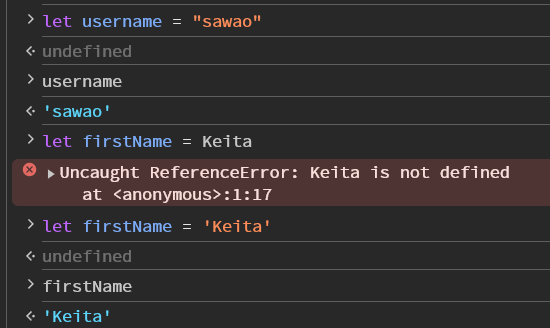 > let username = "sawao"
<· undefined
> username
<· 'sawao'
> let firstName = Keita
▶Uncaught ReferenceError: Keita is not defined
at <anonymous>:1:17
> let firstName = 'Keita'
<· undefined
> firstName
<· 'Keita'